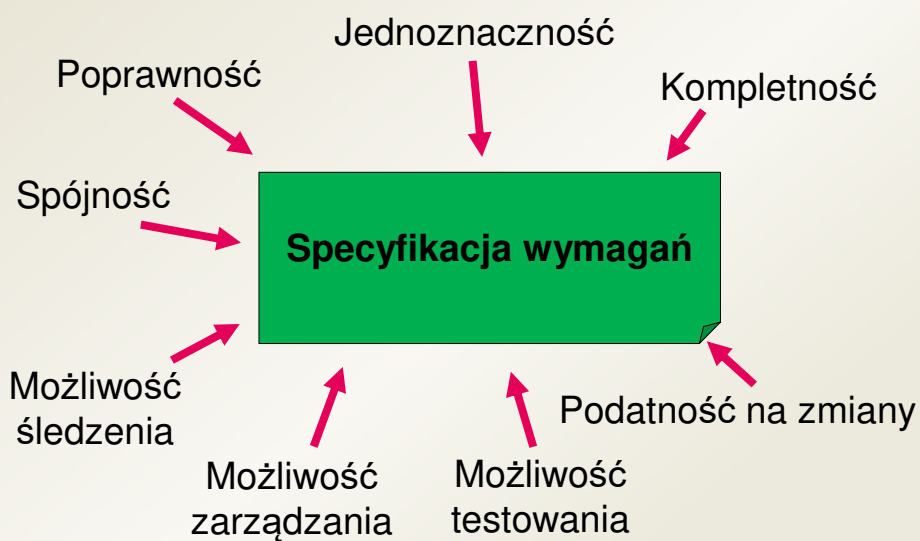 Jednoznaczność
Poprawność
Kompletność
Spójność
Specyfikacja wymagań
Możliwość
śledzenia
Podatność na zmiany
Możliwość
zarządzania
Możliwość
testowania